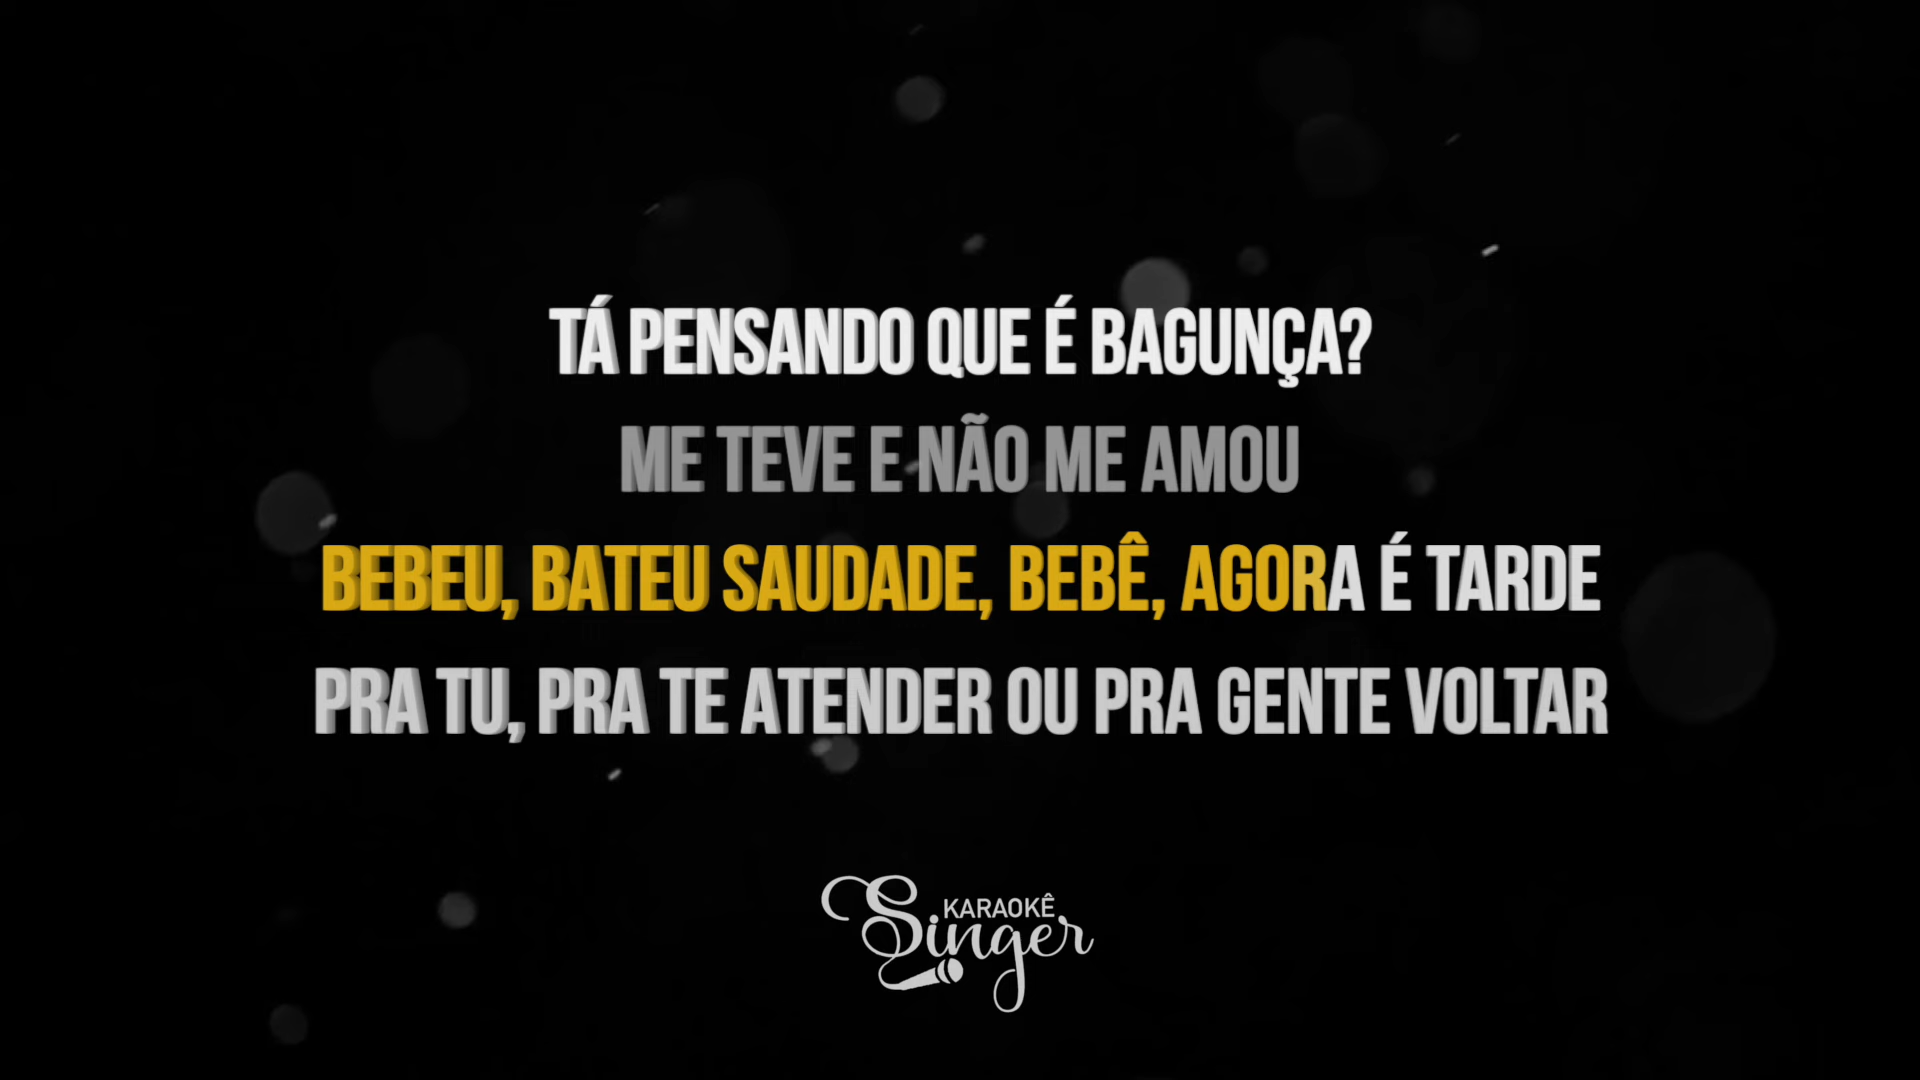 TÁ PENSANDO QUE É BAGUNÇA?
ME TEVE E NÃO ME AMOU
BEBEU, BATEU SAUDADE, BEBÊ, AGORA É TARDE
PRA TU, PRA TE ATENDER OU PRA GENTE VOLTAR
KARAOKÊ
Singer